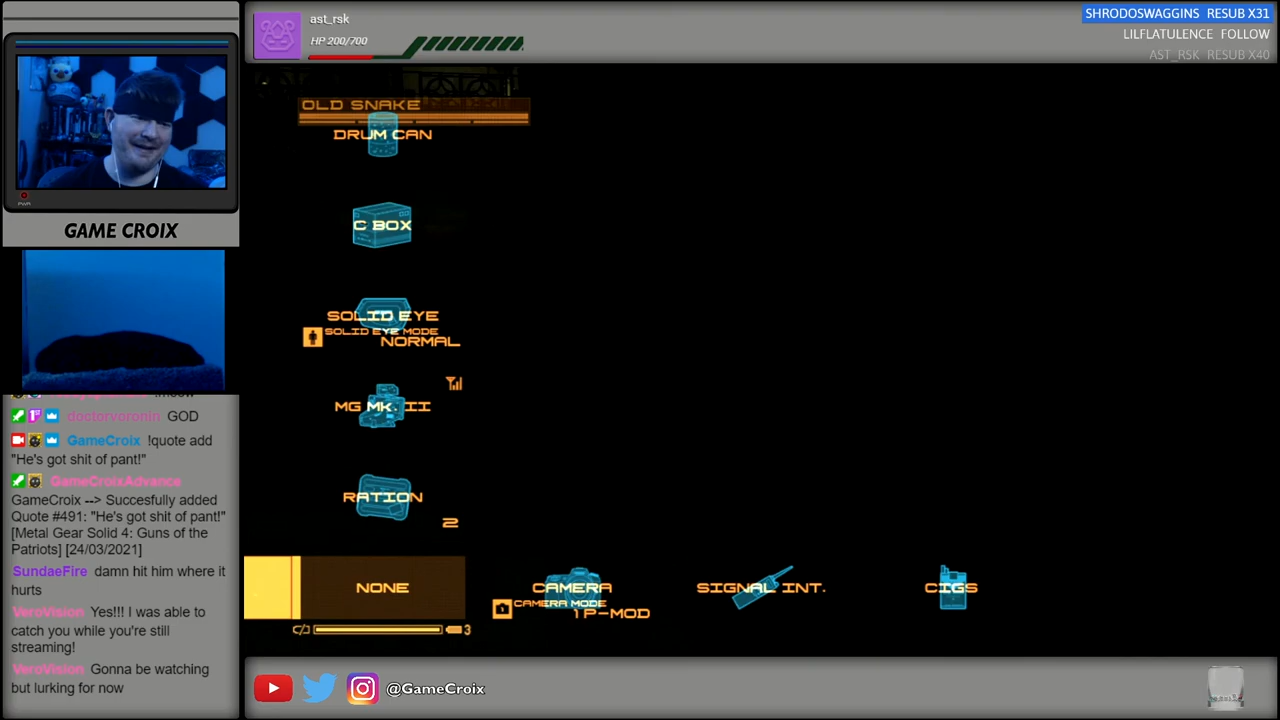 ast_rsk
HP 200/700
SHRODOSWAGGINS RESUB X31
LILFLATULENCE FOLLOW
AST_RSK RESUB X40
PWR
GAME CROIX
OLD SNAKE
DRUM CAN
C BOX
SOLID EYE
SOLID EYE MODE
NORMAL
MG MK. II
RATION
2
NONE
3
CAMERA
CAMERA MODE
1 P-MOD
SIGNAL INT.
CIGS
doctorvoronin GOD
GameCroix !quote add
"He's got shit of pant!"
GameCroixAdvance
GameCroix --> Succesfully added
Quote #491: "He's got shit of pant!"
[Metal Gear Solid 4: Guns of the
Patriots] [24/03/2021]
SundaeFire damn hit him where it
hurts
VeroVision Yes!!! I was able to
catch you while you're still
streaming!
VeroVision Gonna be watching
but lurking for now
@GameCroix